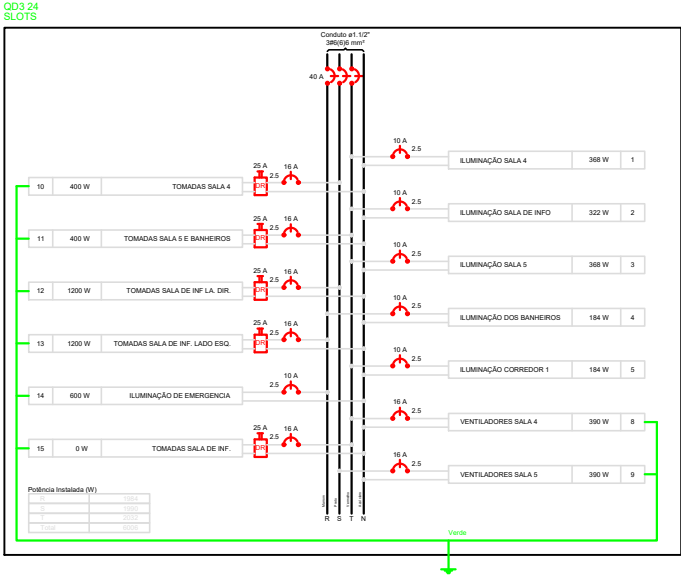 QD3 24
SLOTS
Conduto ø1.1/2"
3#6(6)6 mm²
40 A
10 A
2.5
ILUMINAÇÃO SALA 4 368 W 1
25 A 16 A
2.5
DR
10 400 W TOMADAS SALA 4
10 A
2.5
ILUMINAÇÃO SALA DE INFO 322 W 2
25 A 16 A
2.5
DR
11 400 W TOMADAS SALA 5 E BANHEIROS
10 A
2.5
ILUMINAÇÃO SALA 5 368 W 3
25 A 16 A
2.5
DR
12 1200 W TOMADAS SALA DE INF LA. DIR.
10 A
2.5
ILUMINAÇÃO DOS BANHEIROS 184 W 4
25 A 16 A
2.5
DR
13 1200 W TOMADAS SALA DE INF. LADO ESQ.
10 A
2.5
ILUMINAÇÃO CORREDOR 1 184 W 5
10 A
2.5
14 600 W ILUMINAÇÃO DE EMERGENCIA
16 A
2.5
VENTILADORES SALA 4 390 W 8
25 A 16 A
2.5
DR
15 0 W TOMADAS SALA DE INF.
16 A
2.5
VENTILADORES SALA 5 390 W 9
Potência Instalada (W)
R 1984
S
T 2032
Total 6006
R S T N
Verde